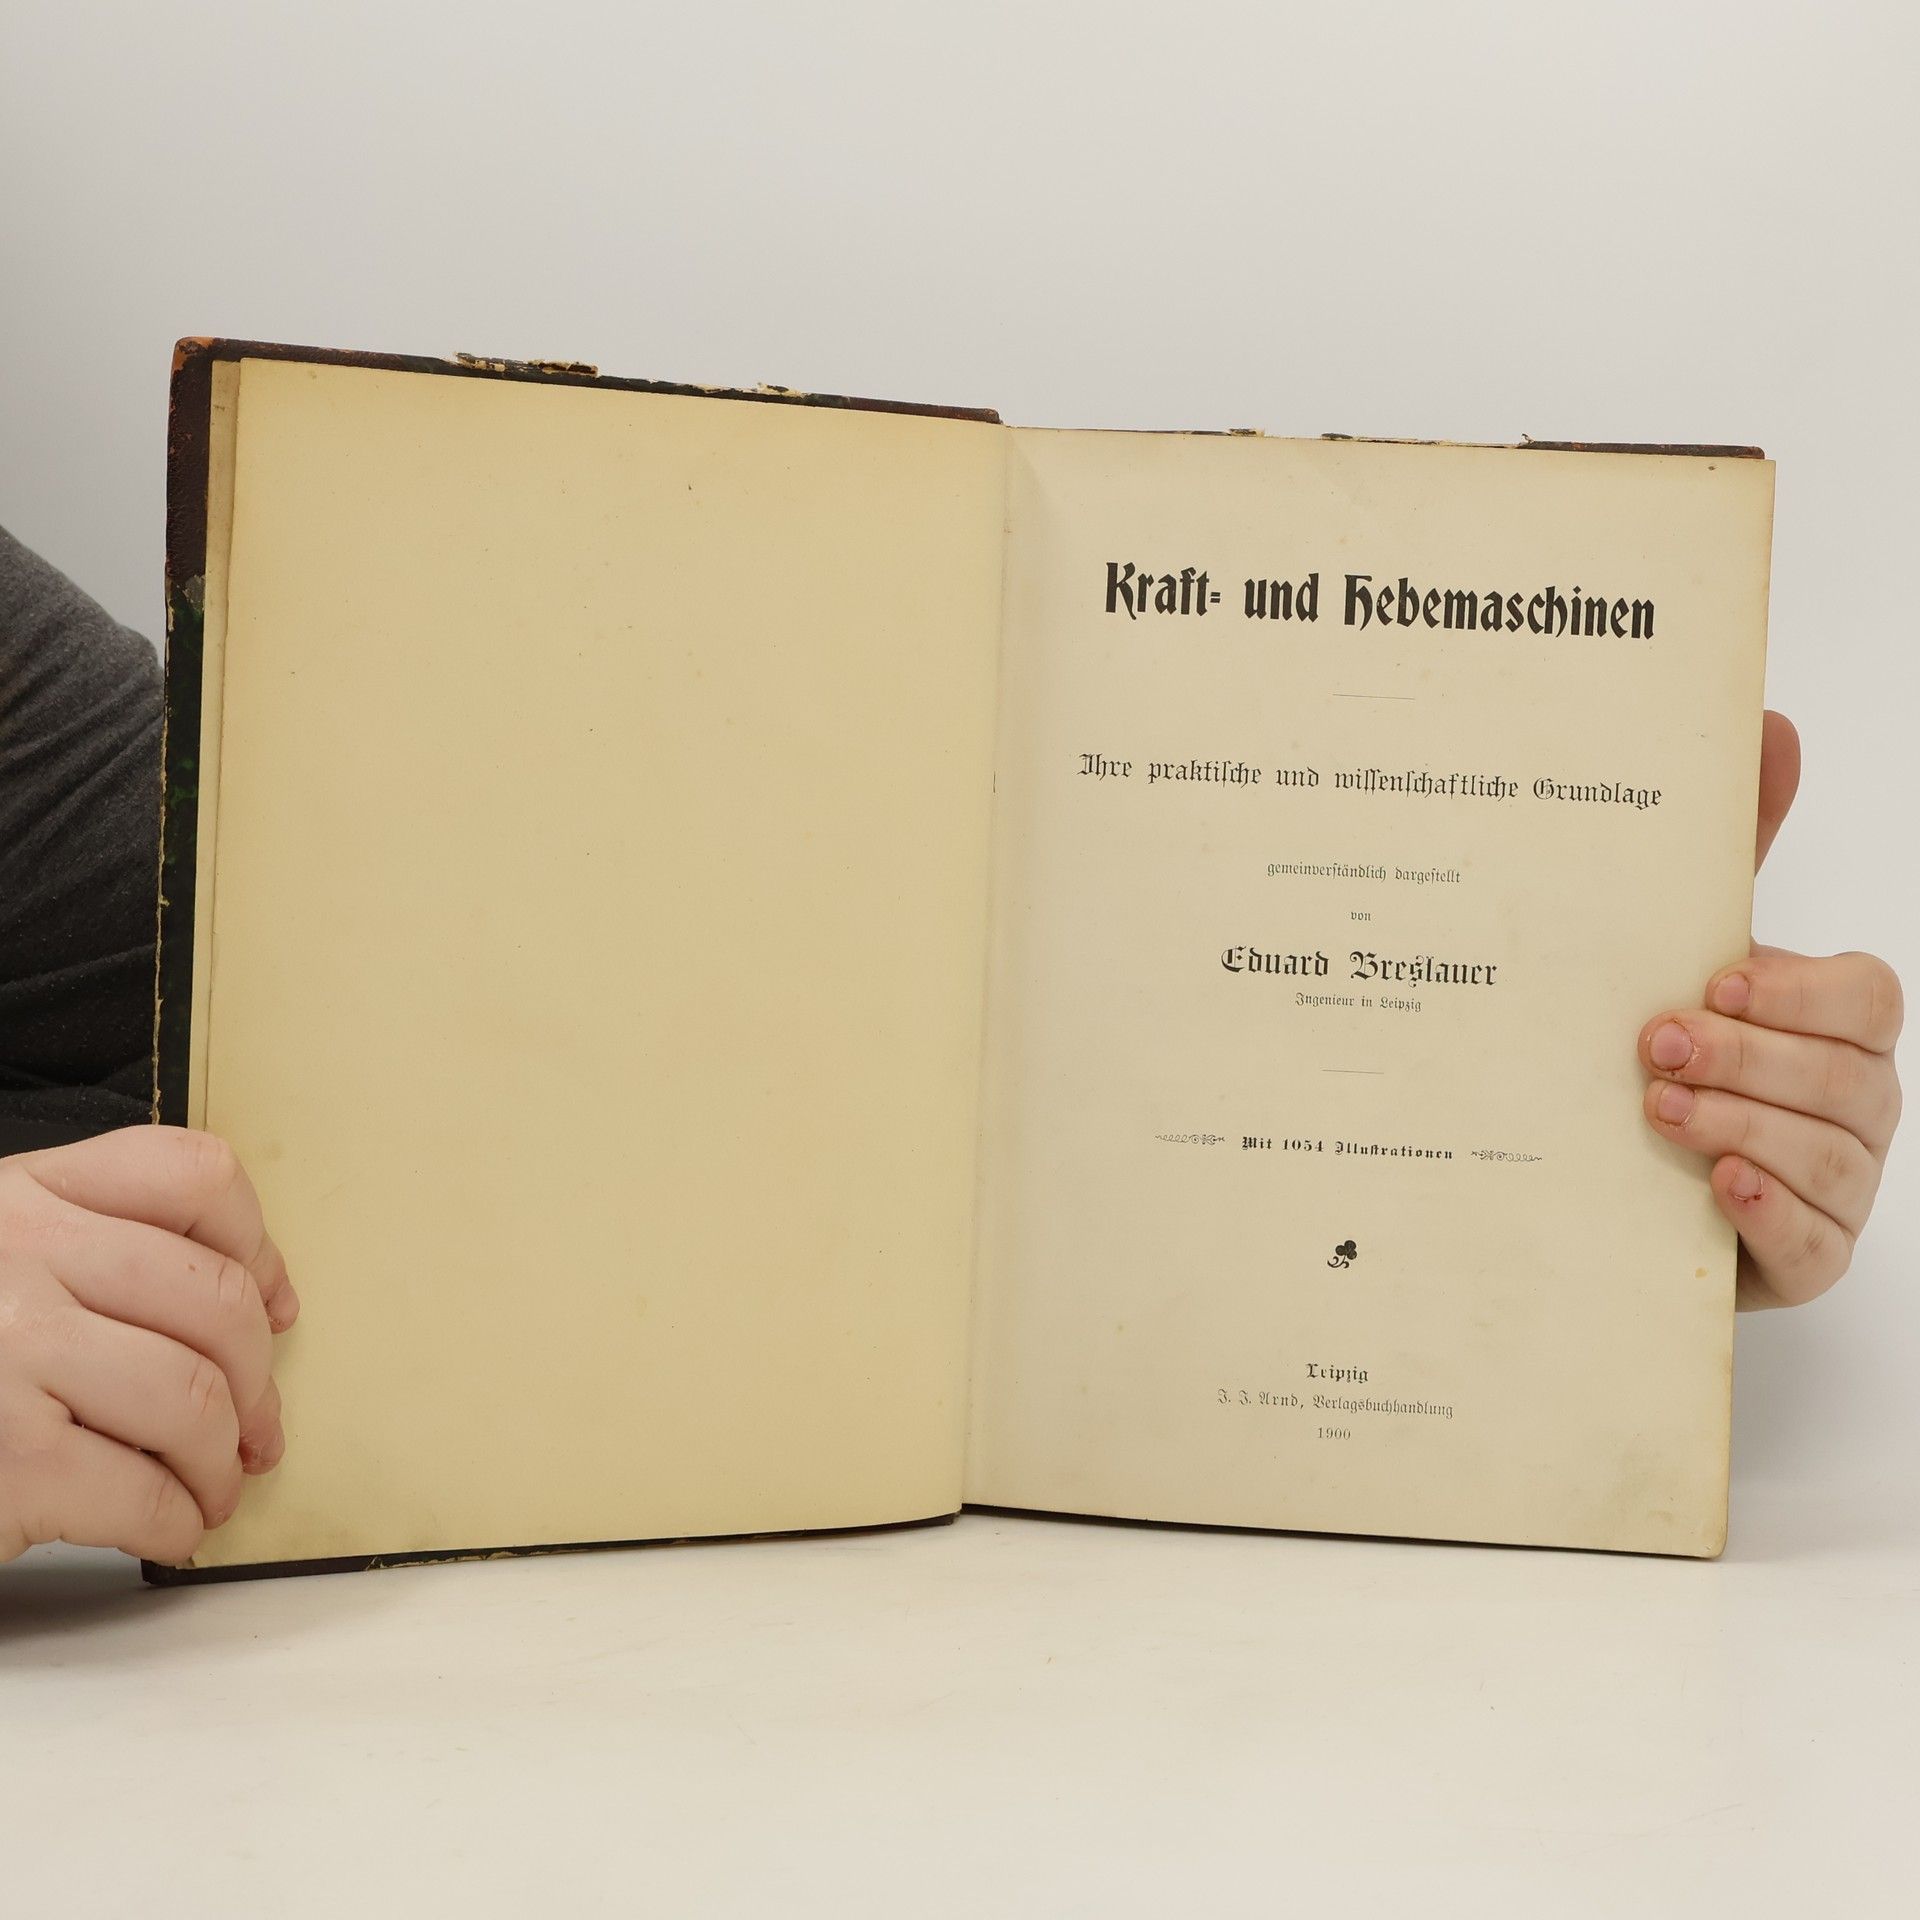 Kraft- und Hebemaschinen
Ihre praktiſche und wiſſenſchaftliche Grundlage
gemeinverſtändlich dargeſtellt
von
Eduard Breslauer
Ingenieur in Leipzig
Mit 1054 Illuſtrationen
Leipzig
J. J. Arnd, Verlagsbuchhandlung
1900